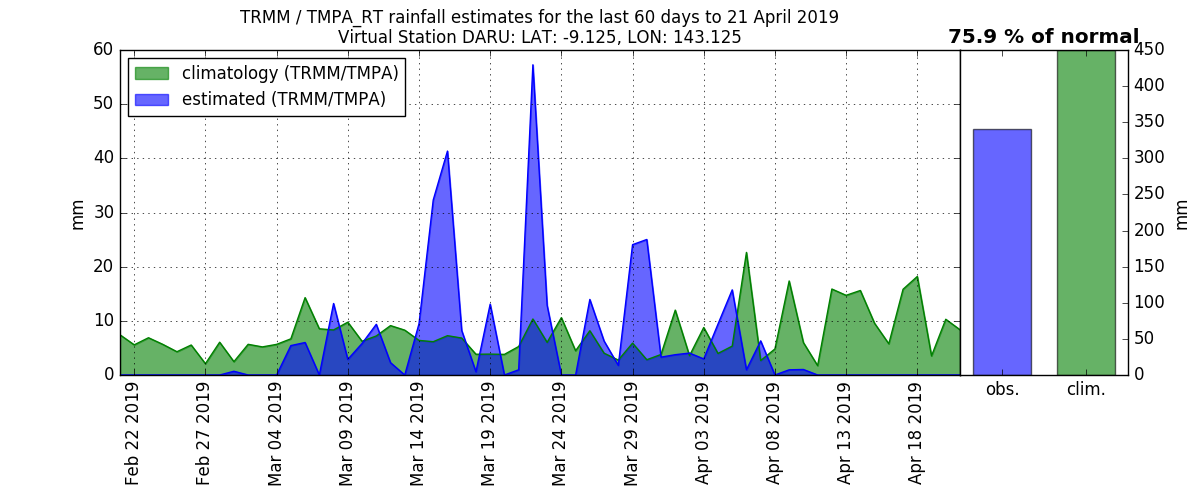 TRMM / TMPA_RT rainfall estimates for the last 60 days to 21 April 2019
Virtual Station DARU: LAT: -9.125, LON: 143.125
75.9 % of normal
climatology (TRMM/TMPA)
estimated (TRMM/TMPA)
60
50
40
30
20
10
0
mm
450
400
350
300
250
200
150
100
50
0
mm
Feb 22 2019
Feb 27 2019
Mar 04 2019
Mar 09 2019
Mar 14 2019
Mar 19 2019
Mar 24 2019
Mar 29 2019
Apr 03 2019
Apr 08 2019
Apr 13 2019
Apr 18 2019
obs.
clim.